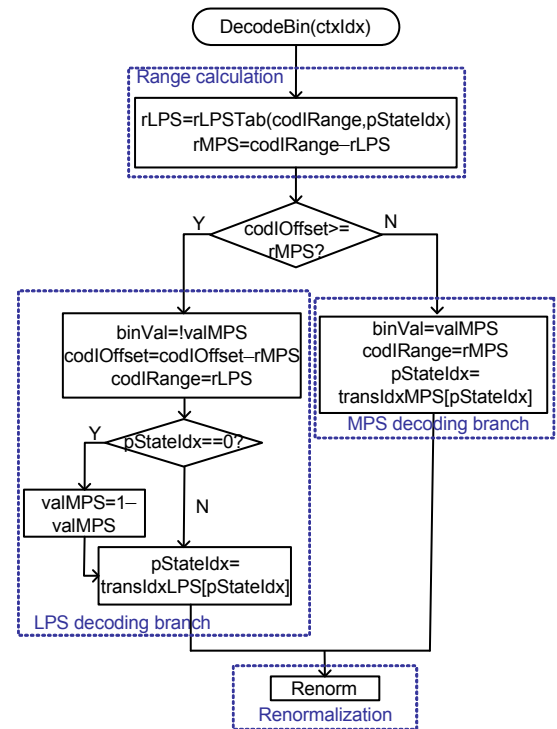 DecodeBin(ctxIdx)
Range calculation
rLPS=rLPSTab(codIRange,pStateIdx)
rMPS=codIRange–rLPS
Y
N
codIOffset>=
rMPS?
binVal=!valMPS
codIOffset=codIOffset–rMPS
codIRange=rLPS
binVal=valMPS
codIRange=rMPS
pStateIdx=
transIdxMPS[pStateIdx]
MPS decoding branch
Y
pStateIdx==0?
N
valMPS=1–
valMPS
pStateIdx=
transIdxLPS[pStateIdx]
LPS decoding branch
Renorm
Renormalization